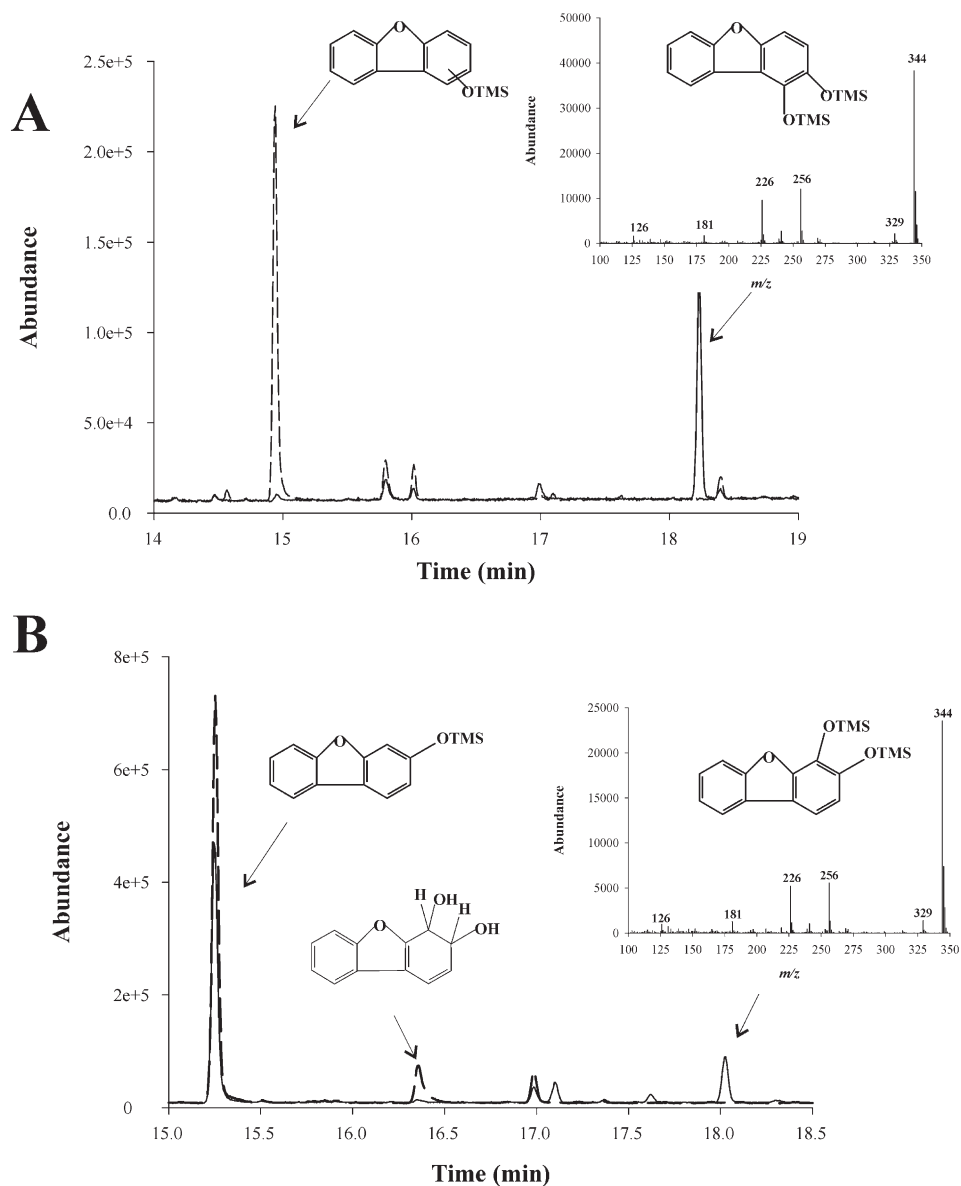 A
Abundance
2.5e+5
2.0e+5
1.5e+5
1.0e+5
5.0e+4
0.0
14 15 16 17 18 19
Time (min)
O
OTMS
Abundance
50000
40000
30000
20000
10000
0
100 125 150 175 200 225 250 275 300 325 350
m/z
O
OTMS
OTMS
126
181
226
256
329
344
B
Abundance
8e+5
6e+5
4e+5
2e+5
0
15.0 15.5 16.0 16.5 17.0 17.5 18.0 18.5
Time (min)
O
OTMS
O
H
OH
H
OH
Abundance
25000
20000
15000
10000
5000
0
100 125 150 175 200 225 250 275 300 325 350
m/z
O
OTMS
OTMS
126
181
226
256
329
344